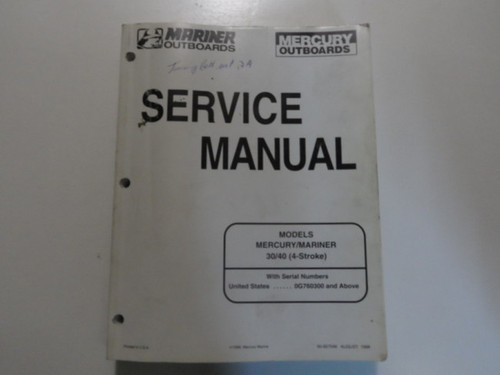 MARINER
OUTBOARDS
MERCURY
OUTBOARDS
SERVICE
MANUAL
MODELS
MERCURY/MARINER
30/40 (4-Stroke)
With Serial Numbers
United States ...... 0G760300 and Above